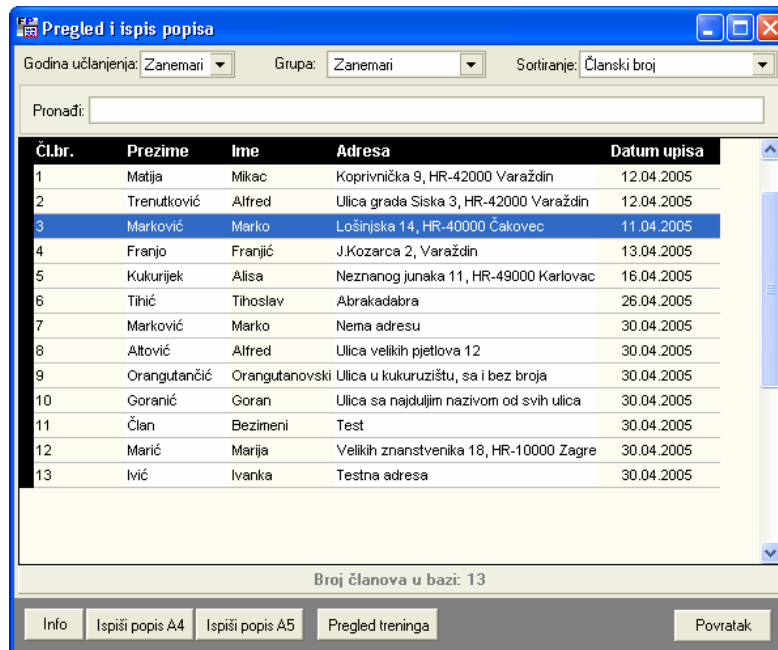 Pregled i ispis popisa
Godina učlanjenja: Zanemari Grupa: Zanemari Sortiranje: Članski broj
Pronađi:
Čl.br. Prezime Ime Adresa Datum upisa
1 Matija Mikac Koprivnička 9, HR-42000 Varaždin 12.04.2005
2 Trenutković Alfred Ulica grada Siska 3, HR-42000 Varaždin 12.04.2005
3 Marković Marko Lošinjska 14, HR-40000 Čakovec 11.04.2005
4 Franjo Franjić J.Kozarca 2, Varaždin 13.04.2005
5 Kukurijek Alisa Neznanog junaka 11, HR-49000 Karlovac 16.04.2005
6 Tihić Tihoslav Abrakadabra 26.04.2005
7 Marković Marko Nema adresu 30.04.2005
8 Altović Alfred Ulica velikih pjetlova 12 30.04.2005
9 Orangutančić Orangutanovski Ulica u kukuruzištu, sa i bez broja 30.04.2005
10 Goranić Goran Ulica sa najduljim nazivom od svih ulica 30.04.2005
11 Član Bezimeni Test 30.04.2005
12 Marić Marija Velikih znanstvenika 18, HR-10000 Zagre 30.04.2005
13 Ivić Ivanka Testna adresa 30.04.2005
Broj članova u bazi: 13
Info Ispiši popis A4 Ispiši popis A5 Pregled treninga Povratak